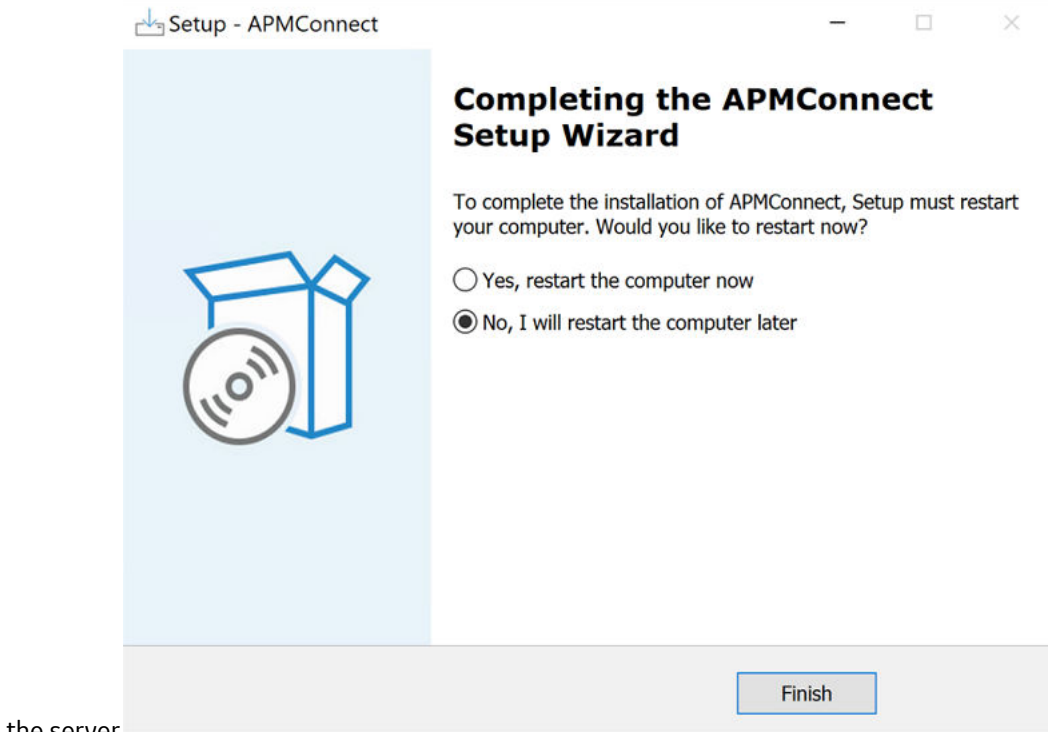 Setup - APMConnect
Completing the APMConnect
Setup Wizard
To complete the installation of APMConnect, Setup must restart
your computer. Would you like to restart now?
Yes, restart the computer now
No, I will restart the computer later
Finish
the server